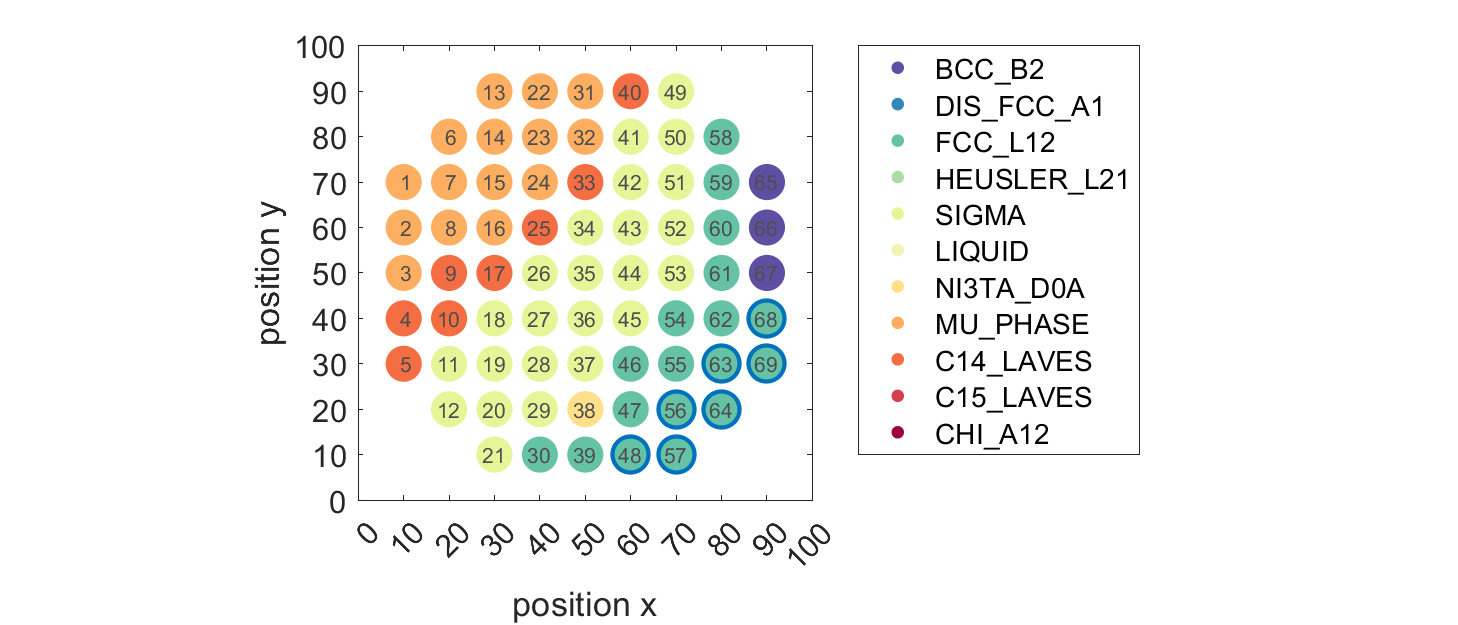 100
90
80
70
60
50
40
30
20
10
0
position y
13 22 31 40 49
6 14 23 32 41 50 58
1 7 15 24 33 42 51 59 65
2 8 16 25 34 43 52 60 66
3 9 17 26 35 44 53 61 67
4 10 18 27 36 45 54 62 68
5 11 19 28 37 46 55 63 69
12 20 29 38 47 56 64
21 30 39 48 57
0 10 20 30 40 50 60 70 80 90 100
position x
BCC_B2
DIS_FCC_A1
FCC_L12
HEUSLER_L21
SIGMA
LIQUID
NI3TA_D0A
MU_PHASE
C14_LAVES
C15_LAVES
CHI_A12